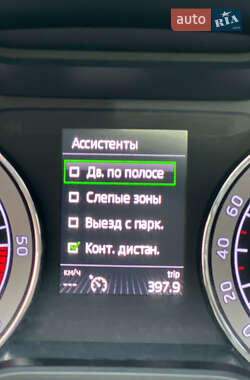 auto RIA
Ассистенты
Дв. по полосе
Слепые зоны
Выезд с парк.
Конт. дистан.
км/ч trip
--- 397.9
50
20
40